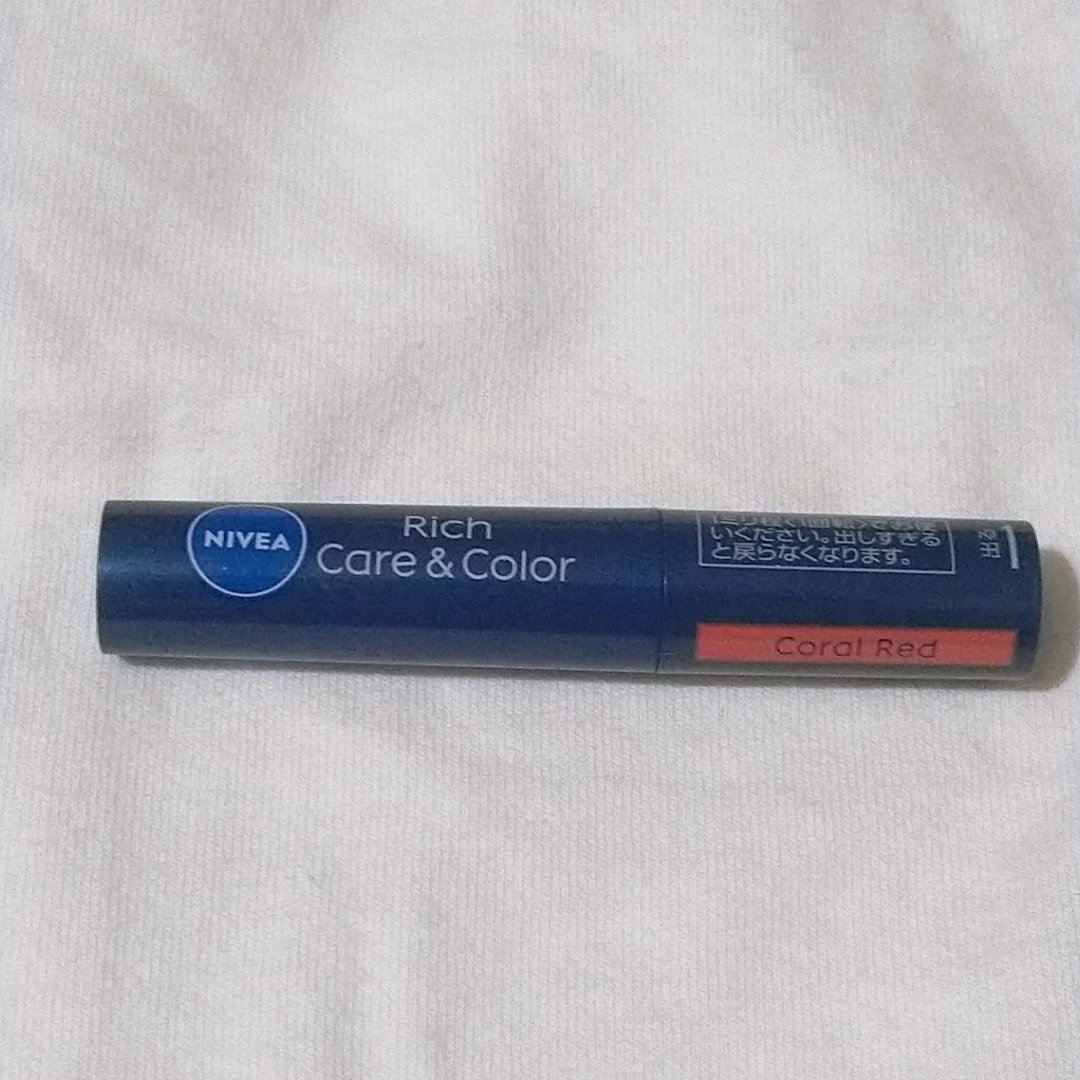 NIVEA
Rich
Care & Color
いください。出しすぎる
と戻らなくなります。
Coral Red